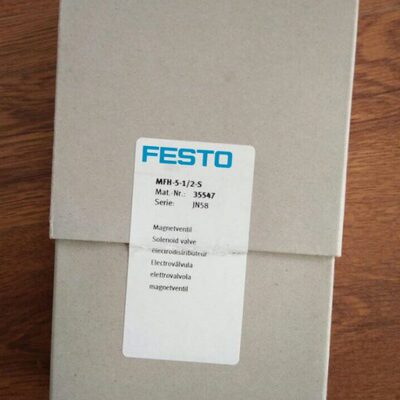 FESTO
MFH-5-1/2-S
Mat.-Nr.: 35547
Serie: JN58
Magnetventil
Solenoid valve
electrodistributeur
Electroválvula
elettrovalvola
magnetventil